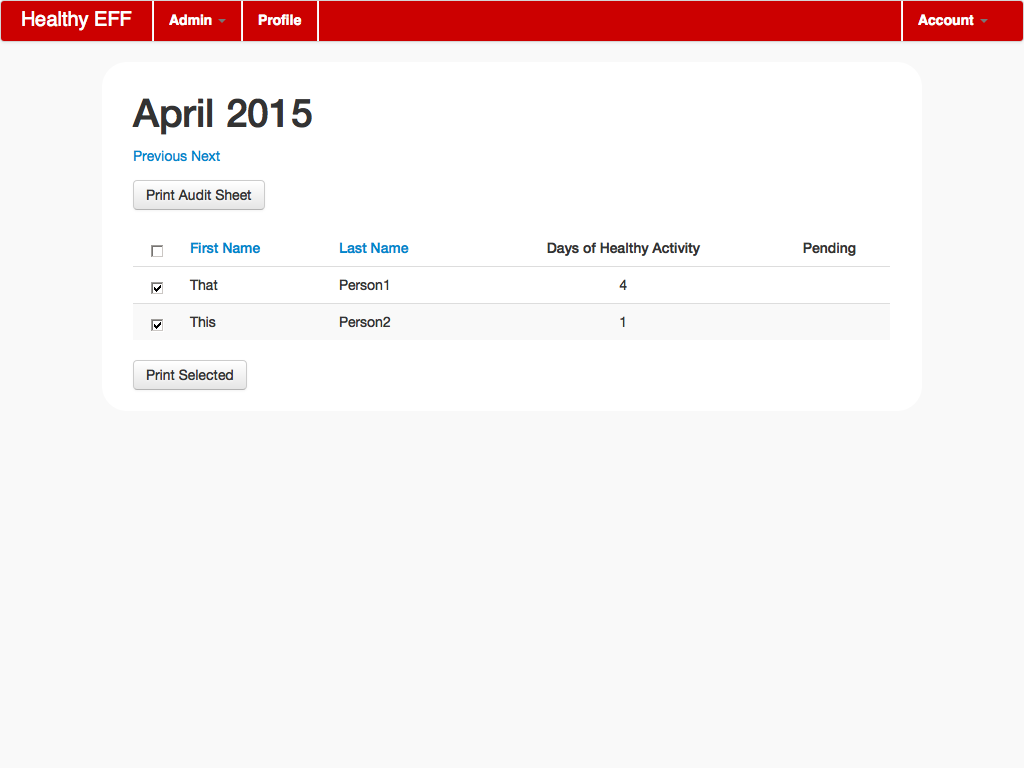 Healthy EFF Admin Profile Account
April 2015
Previous Next
Print Audit Sheet
First Name Last Name Days of Healthy Activity Pending
That Person1 4
This Person2 1
Print Selected